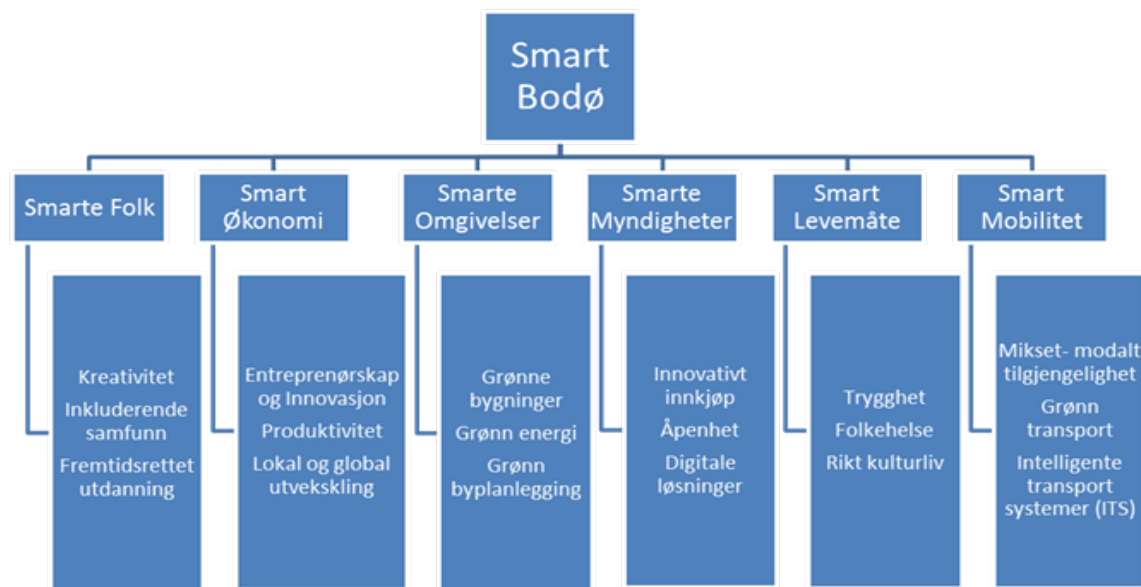 Smart
Bodø
Smarte Folk
Smart
Økonomi
Smarte
Omgivelser
Smarte
Myndigheter
Smart
Levemåte
Smart
Mobilitet
Kreativitet
Inkluderende
samfunn
Fremtidsrettet
utdanning
Entreprenørskap
og Innovasjon
Produktivitet
Lokal og global
utvekskling
Grønne
bygninger
Grønn energi
Grønn
byplanlegging
Innovativt
innkjøp
Åpenhet
Digitale
løsninger
Trygghet
Folkehelse
Rikt kulturliv
Mikset- modalt
tilgjengelighet
Grønn
transport
Intelligente
transport
systemer (ITS)